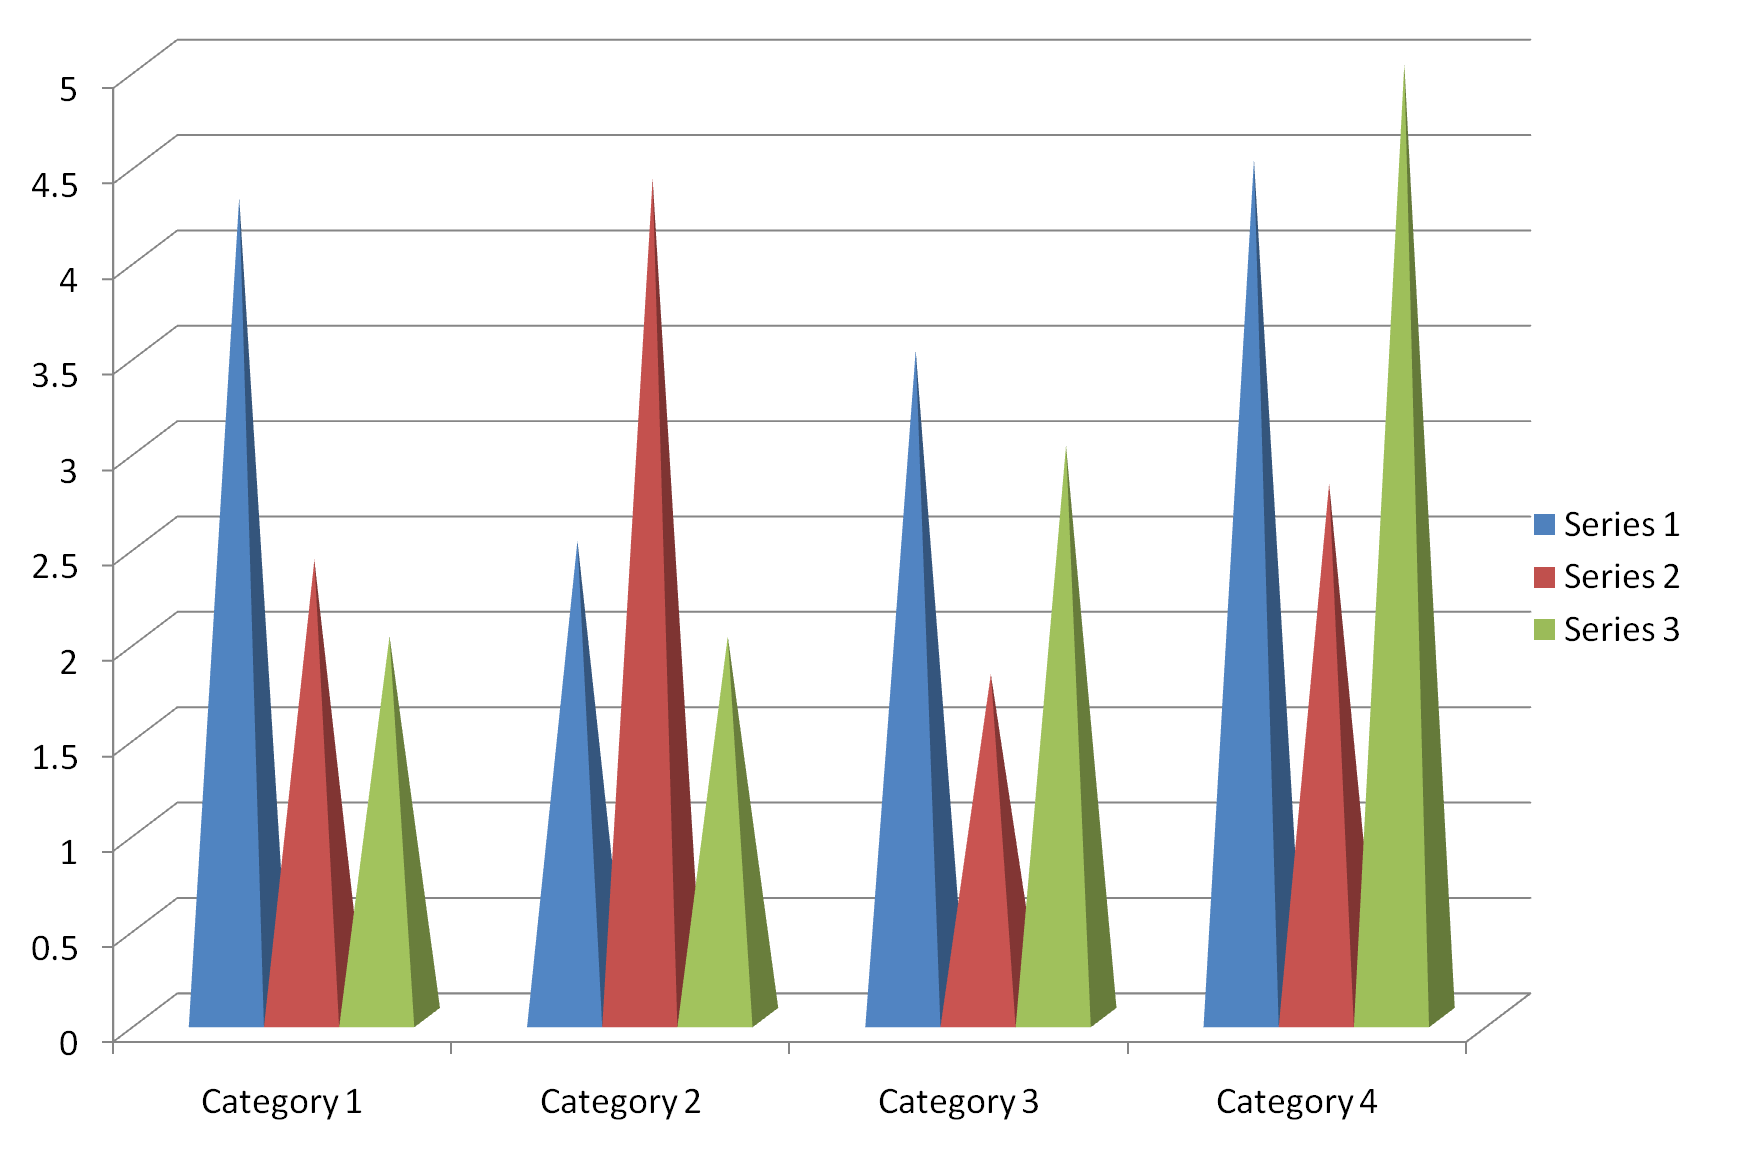 5
4.5
4
3.5
3
2.5
2
1.5
1
0.5
0
Category 1
Category 2
Category 3
Category 4
Series 1
Series 2
Series 3